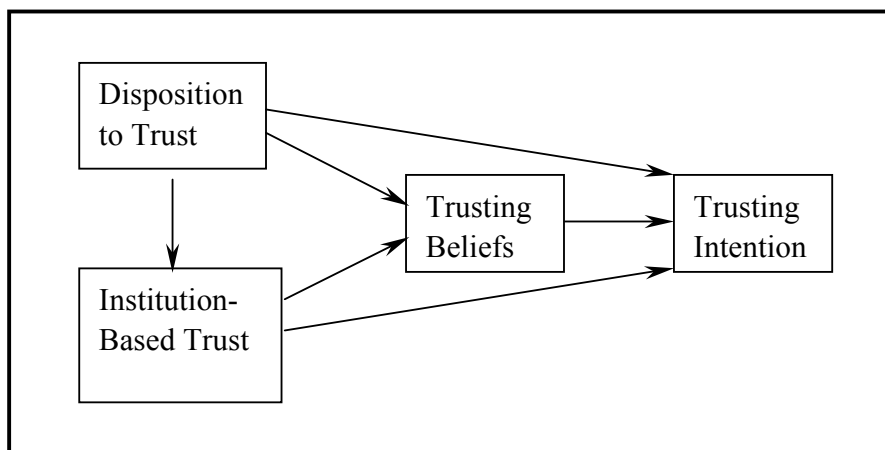 Disposition
to Trust
Trusting
Beliefs
Trusting
Intention
Institution-
Based Trust